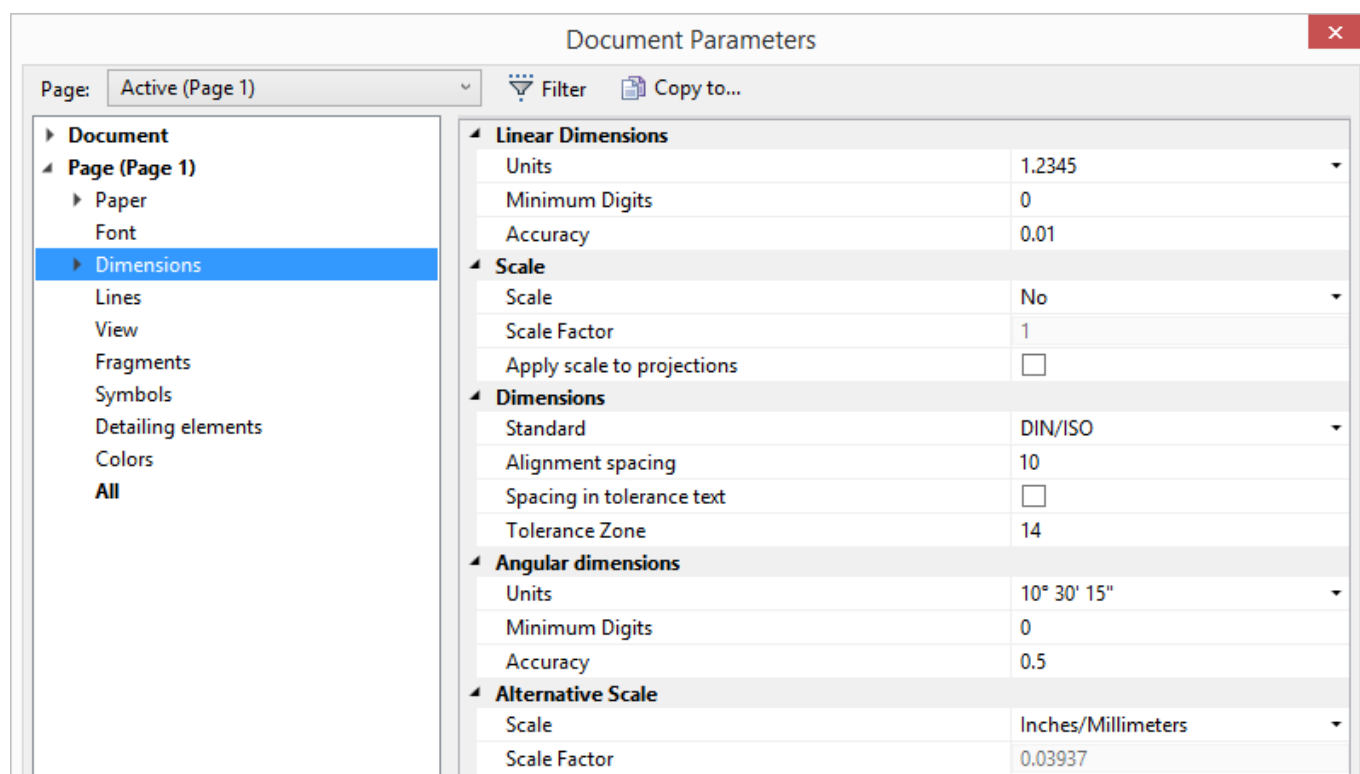 Document Parameters
Page: Active (Page 1) Filter Copy to...
Document
Page (Page 1)
Paper
Font
Dimensions
Lines
View
Fragments
Symbols
Detailing elements
Colors
All
Linear Dimensions
Units 1.2345
Minimum Digits 0
Accuracy 0.01
Scale
Scale No
Scale Factor 1
Apply scale to projections
Dimensions
Standard DIN/ISO
Alignment spacing 10
Spacing in tolerance text
Tolerance Zone 14
Angular dimensions
Units 10° 30' 15"
Minimum Digits 0
Accuracy 0.5
Alternative Scale
Scale Inches/Millimeters
Scale Factor 0.03937